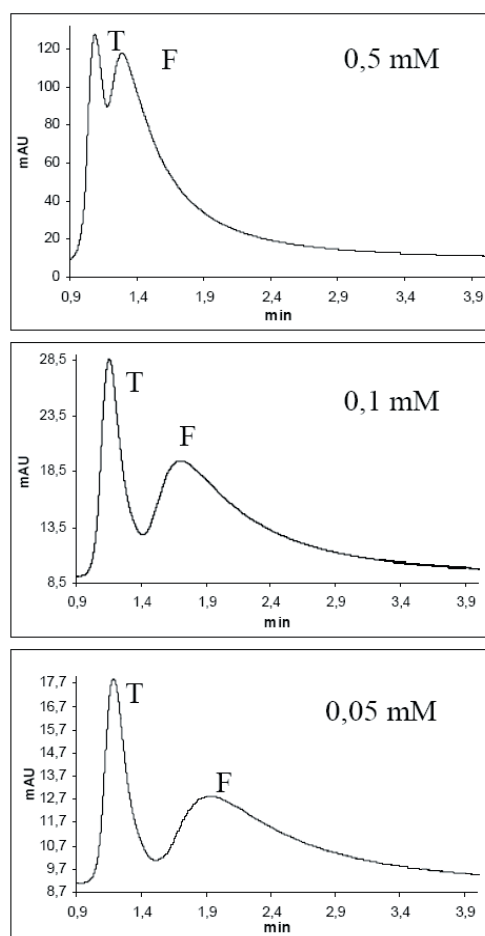 0,5 mM
T
F
mAU
120
100
80
60
40
20
0
0,9 1,4 1,9 2,4 2,9 3,4 3,9
min
0,1 mM
T
F
mAU
28,5
23,5
18,5
13,5
8,5
0,9 1,4 1,9 2,4 2,9 3,4 3,9
min
0,05 mM
T
F
mAU
17,7
16,7
15,7
14,7
13,7
12,7
11,7
10,7
9,7
8,7
0,9 1,4 1,9 2,4 2,9 3,4 3,9
min